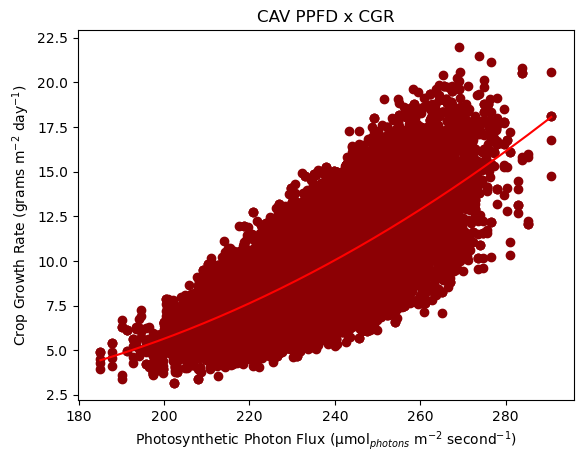 CAV PPFD x CGR
22.5
20.0
17.5
15.0
12.5
10.0
7.5
5.0
2.5
Crop Growth Rate (grams m⁻² day⁻¹)
180 200 220 240 260 280
Photosynthetic Photon Flux (μmol_photons m⁻² second⁻¹)